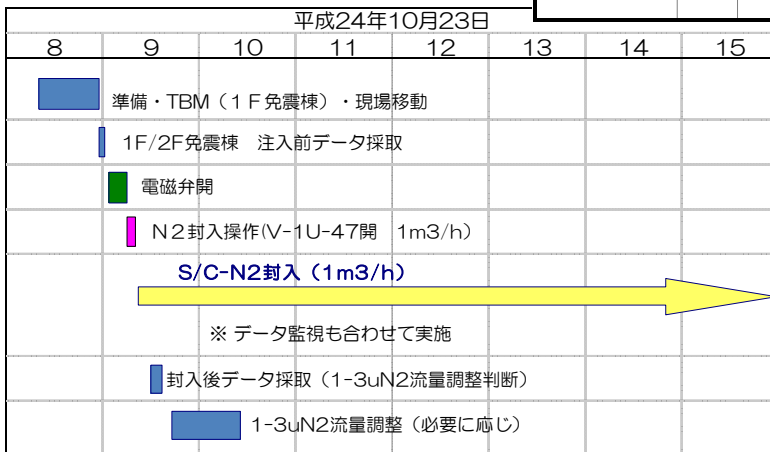 平成24年10月23日
8 9 10 11 12 13 14 15
準備・TBM（１Ｆ免震棟）・現場移動
1F/2F免震棟　注入前データ採取
電磁弁開
Ｎ２封入操作(V-1U-47開　1m3/h)
S/C-N2封入（1m3/h）
※ データ監視も合わせて実施
封入後データ採取（1-3uN2流量調整判断）
1-3uN2流量調整（必要に応じ）